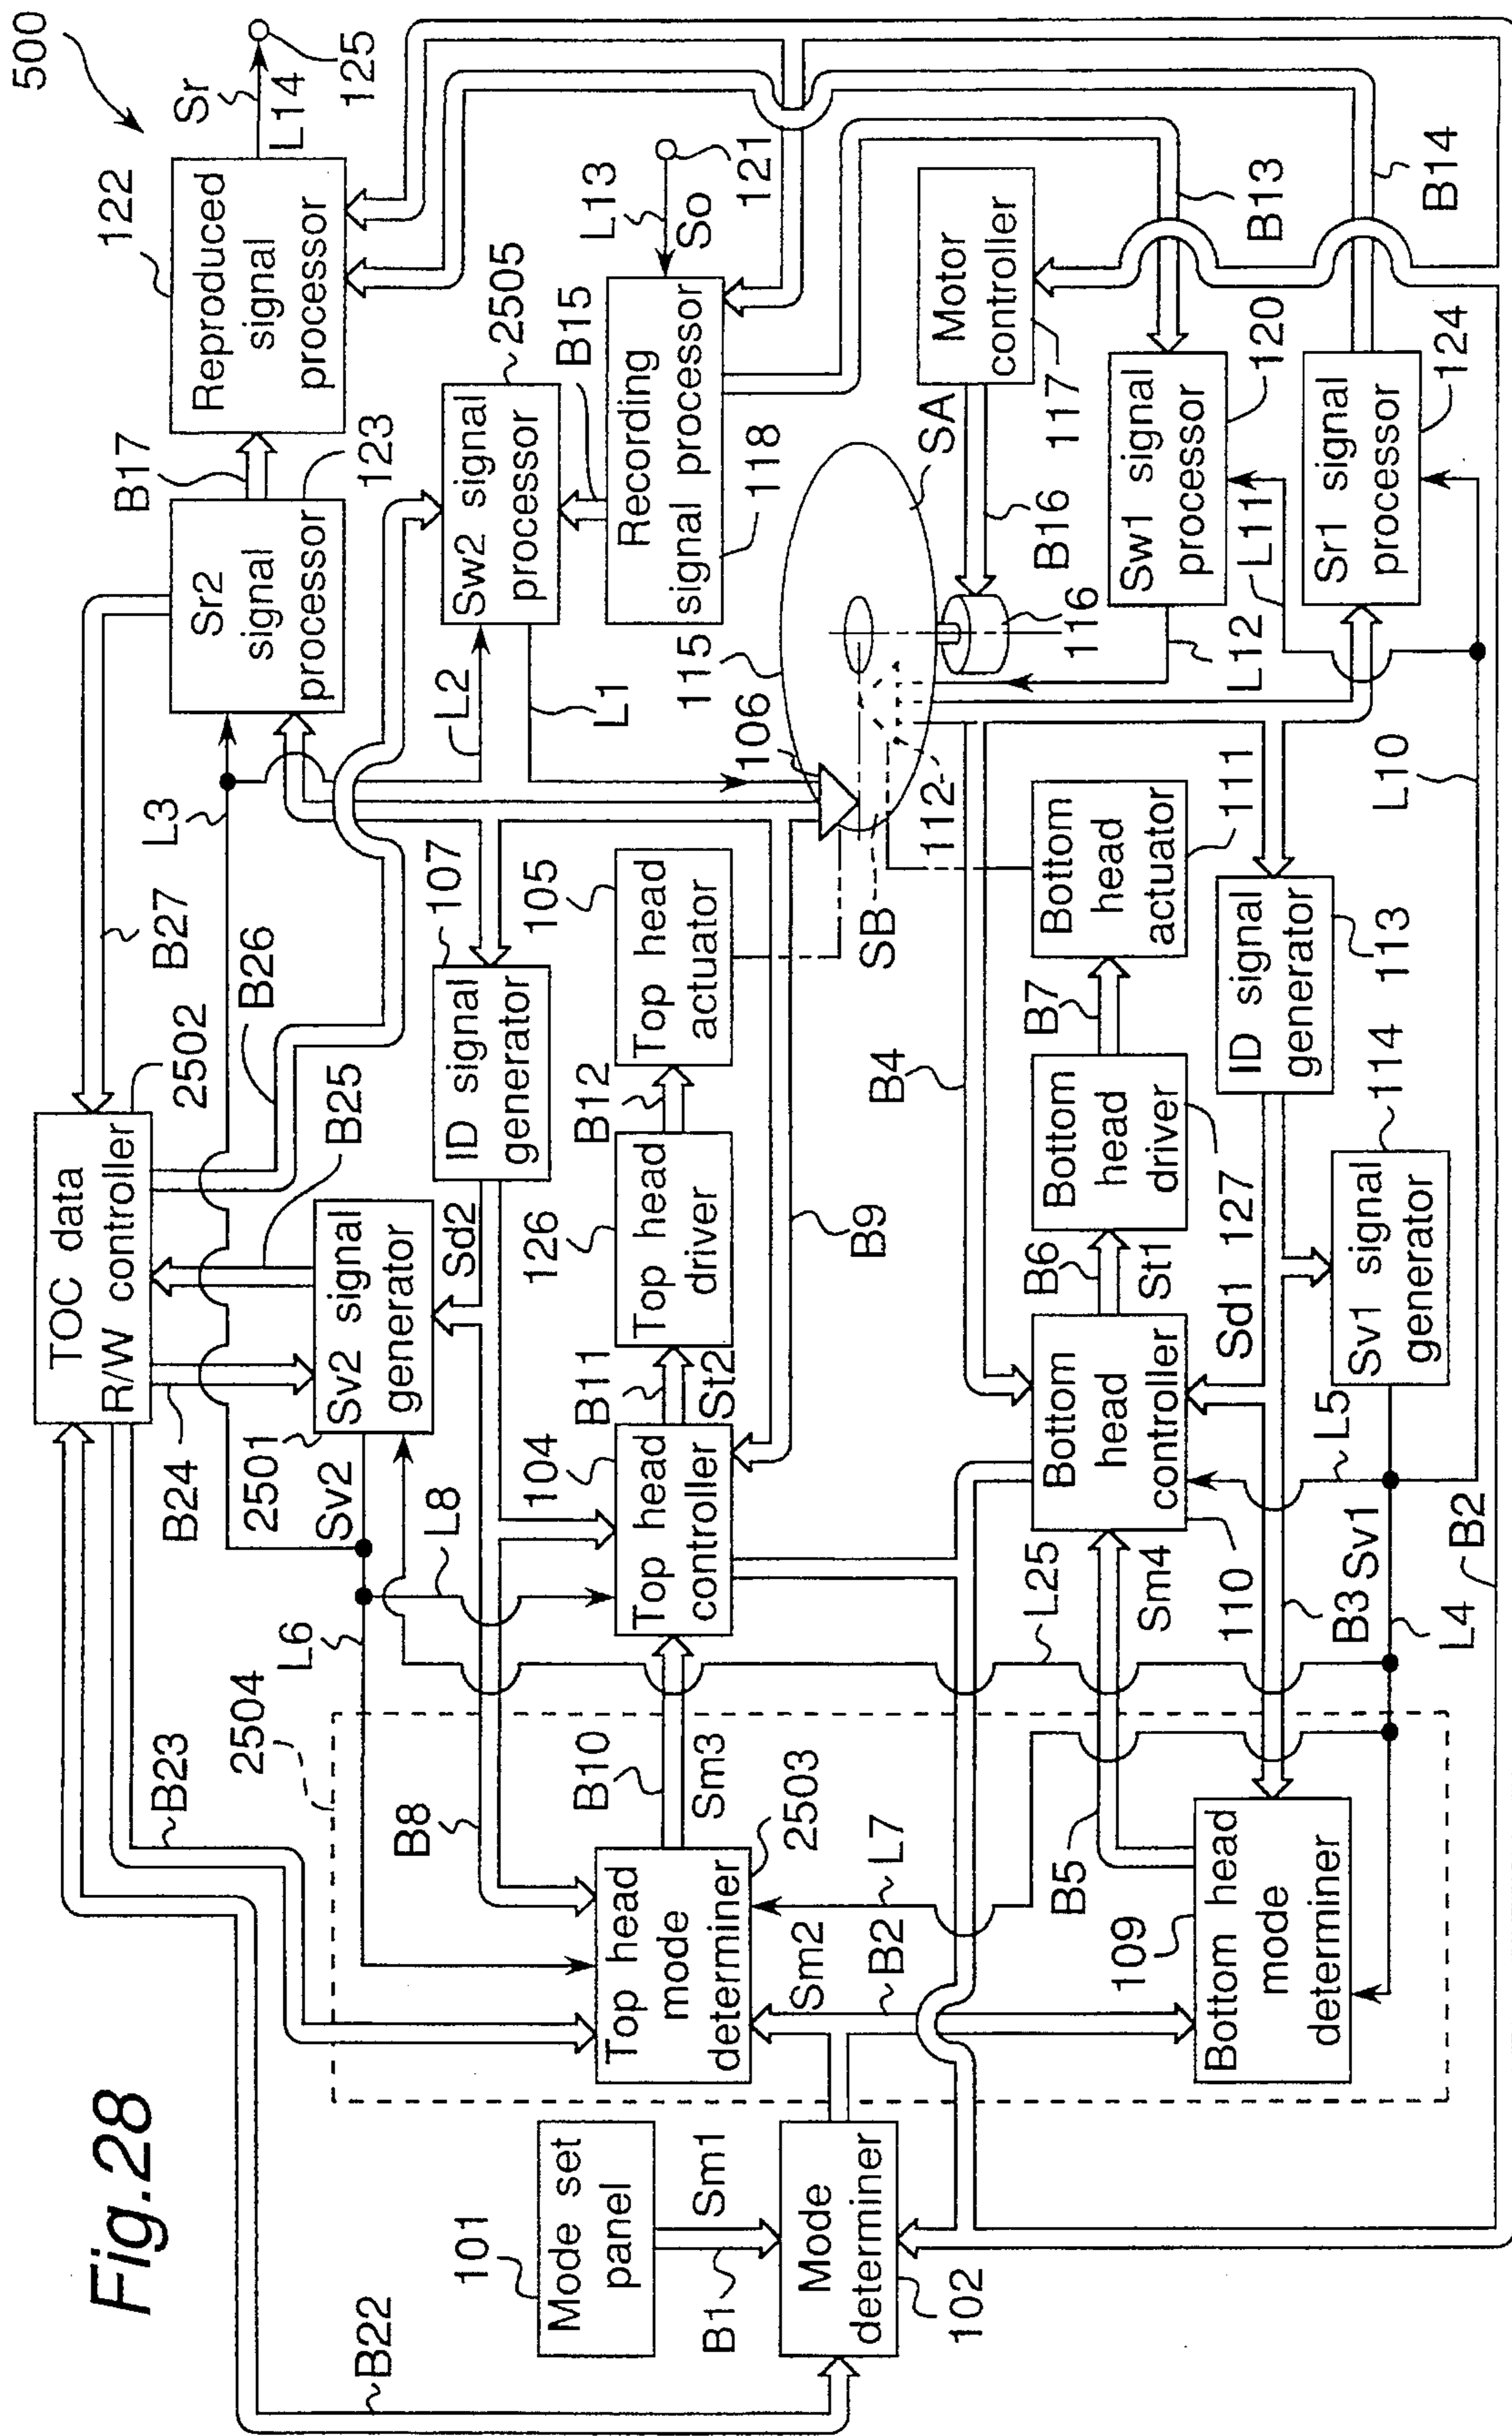 Fig.28
500
Sr
L14
125
122
Reproduced
signal
processor
B17
123
Sr2
signal
processor
L3
B27
B26
2502
TOC data
R/W controller
B25
B24
2501
Sv2 signal
generator
Sv2
L6
L8
2504
B23
B22
L13
So
121
2505
Sw2 signal
processor
B15
Recording
signal processor
118
L2
L1
107
ID signal
generator
Sd2
105
Top head
actuator
B12
126
Top head
driver
B11
St2
104
Top head
controller
B10
Sm3
B8
2503
Top head
mode
determiner
L7
Sm2
B2
101
Mode set
panel
Sm1
B1
Mode
determiner
102
115
106
SA
SB
112
116
B16
Motor
controller
117
B13
B14
Sw1 signal
processor
120
L11
L12
Sr1 signal
processor
124
L10
111
Bottom
head
actuator
B7
B4
B9
Bottom
head
driver
127
B6
St1
Bottom
head
controller
110
Sm4
L25
B5
109
Bottom head
mode
determiner
ID signal
generator
113
114
Sv1 signal
generator
Sd1
L5
Sv1
B3
L4
B2